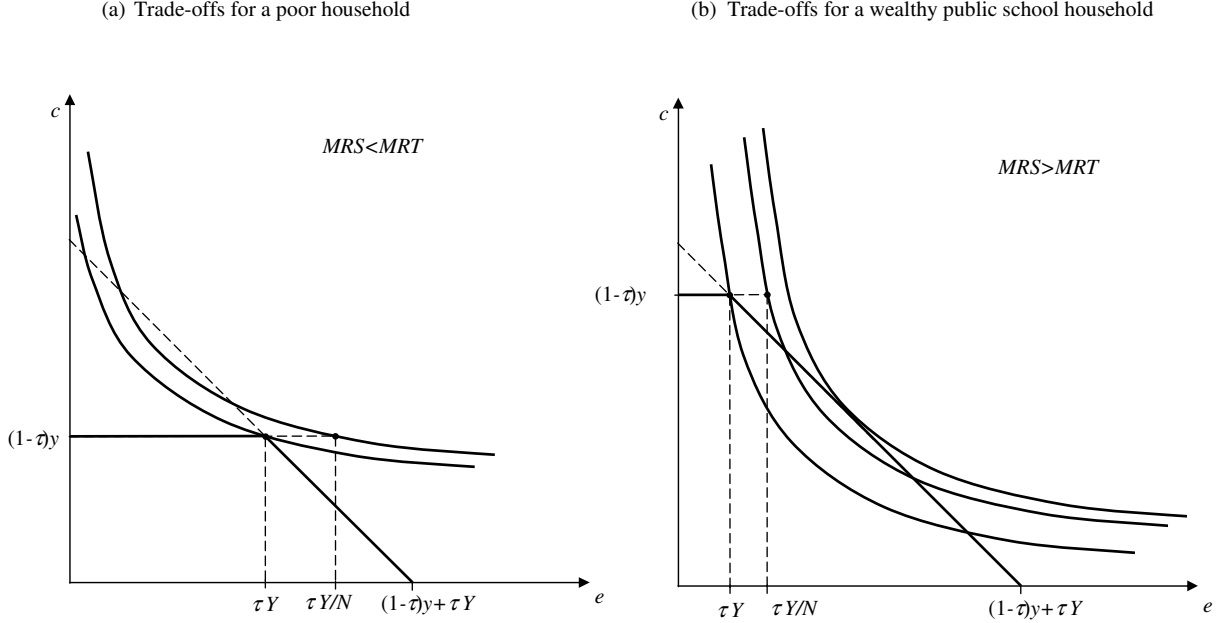 (a) Trade-offs for a poor household
c
MRS<MRT
(1-τ)y
τY
τY/N
(1-τ)y+τY
e
(b) Trade-offs for a wealthy public school household
c
MRS>MRT
(1-τ)y
τY
τY/N
(1-τ)y+τY
e